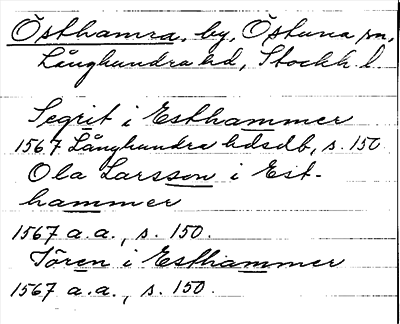 Östhamra, by, Östuna sn,
Långhundra hd, Stockh. l
Segrit i Esthammer
1567 Långhundra hdsdb, s. 150
Ola Larsson i Est-
hammer
1567 a. a., s. 150.
Tören i Esthammer
1567 a. a., s. 150.